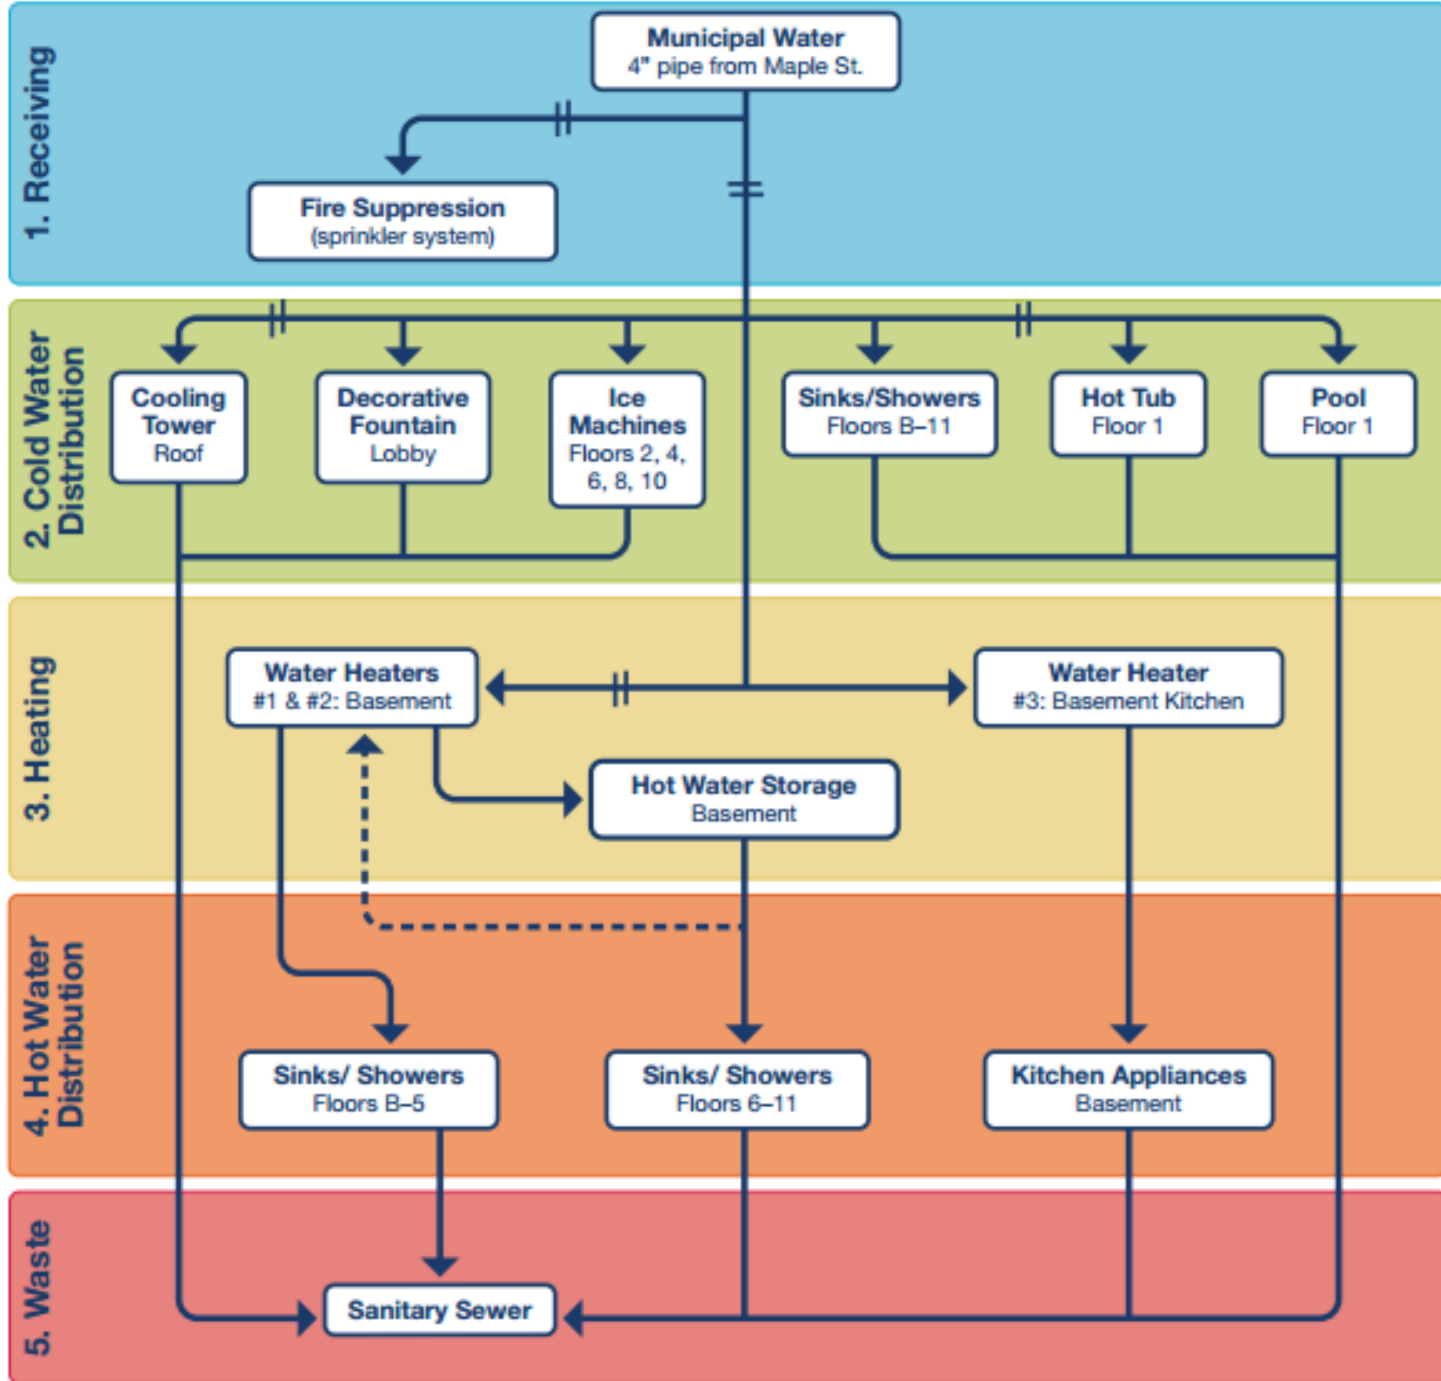 1. Receiving
Municipal Water
4" pipe from Maple St.
Fire Suppression
(sprinkler system)
2. Cold Water
Distribution
Cooling
Tower
Roof
Decorative
Fountain
Lobby
Ice
Machines
Floors 2, 4,
6, 8, 10
Sinks/Showers
Floors B–11
Hot Tub
Floor 1
Pool
Floor 1
3. Heating
Water Heaters
#1 & #2: Basement
Water Heater
#3: Basement Kitchen
Hot Water Storage
Basement
4. Hot Water
Distribution
Sinks/ Showers
Floors B–5
Sinks/ Showers
Floors 6–11
Kitchen Appliances
Basement
5. Waste
Sanitary Sewer